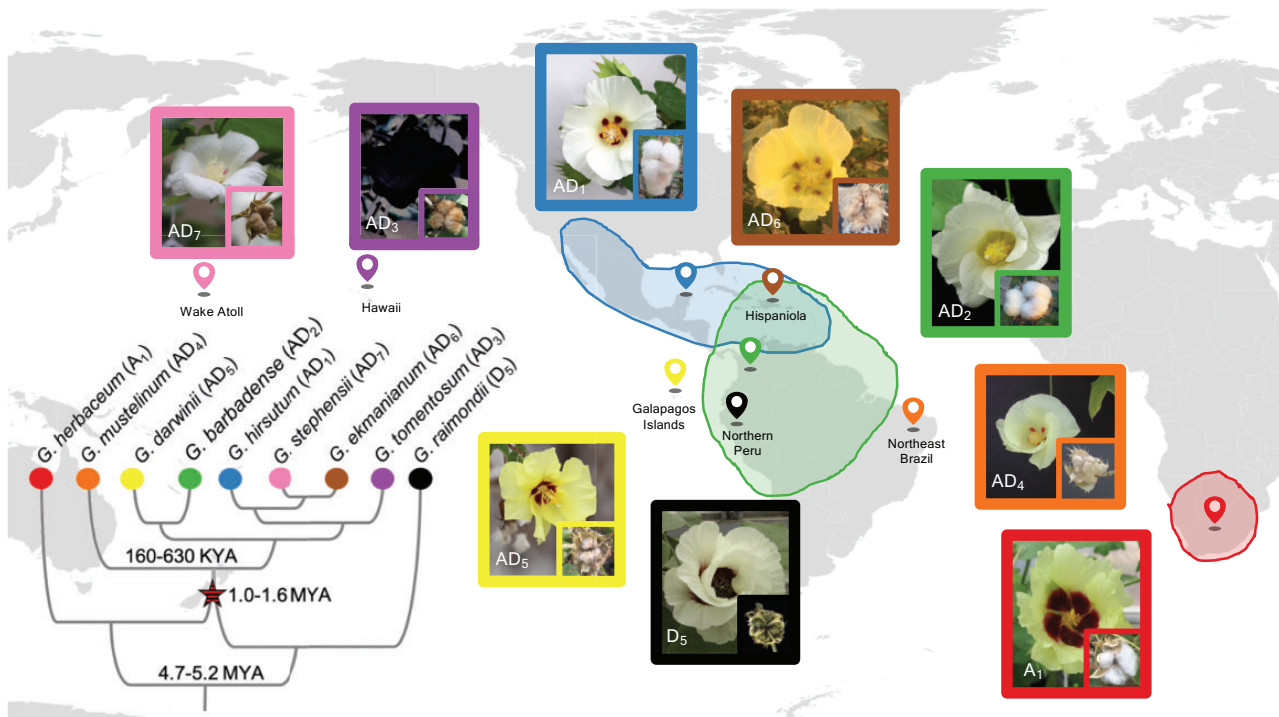 AD1
AD6
AD7
AD3
AD2
Wake Atoll
Hawaii
Hispaniola
G. herbaceum (A1)
G. mustelinum (AD4)
G. darwinii (AD5)
G. barbadense (AD2)
G. hirsutum (AD1)
G. stephensii (AD7)
G. ekmanianum (AD6)
G. tomentosum (AD3)
G. raimondii (D5)
Galapagos
Islands
Northern
Peru
Northeast
Brazil
AD4
AD5
160-630 KYA
1.0-1.6 MYA
D5
4.7-5.2 MYA
A1